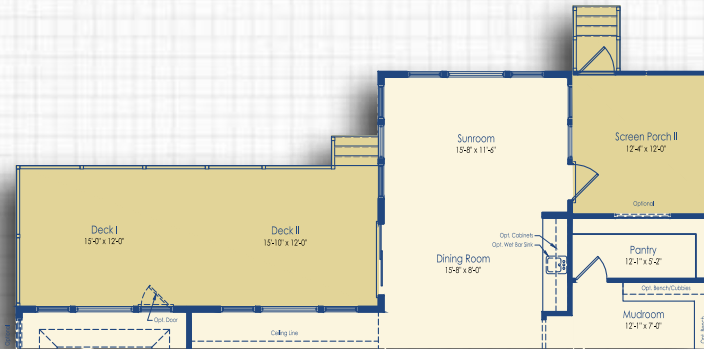 Sunroom
15'-8" x 11'-6"
Screen Porch II
12'-4" x 12'-0"
Optional
Deck I
15'-0" x 12'-0"
Deck II
15'-10" x 12'-0"
Opt. Cabinets
Opt. Wet Bar Sink
Dining Room
15'-8" x 8'-0"
Pantry
12'-1" x 5'-2"
Opt. Bench/Cubbies
Mudroom
12'-1" x 7'-0"
Opt. Bench
Opt. Door
Ceiling Line